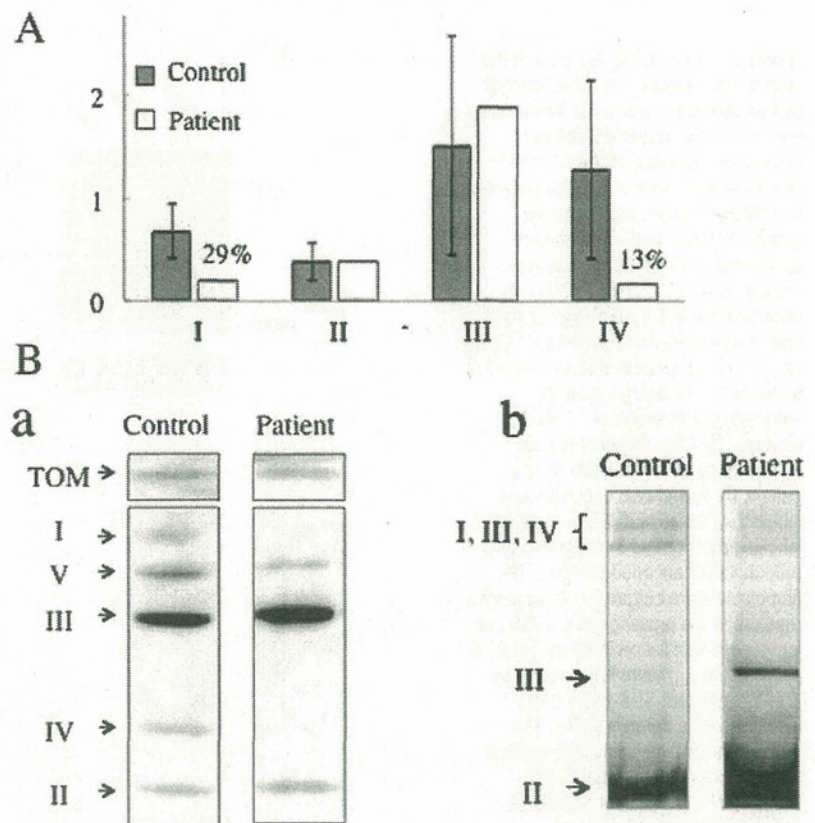 A
Control
Patient
2
1
0
29%
13%
I II III IV
B
a
Control Patient
TOM
I
V
III
IV
II
b
Control Patient
I, III, IV
III
II